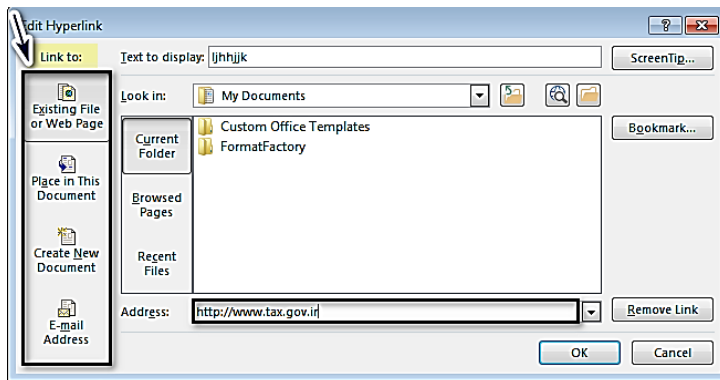 dit Hyperlink
Link to:
Text to display: ljhhjjk
ScreenTip...
Existing File
or Web Page
Look in: My Documents
Current
Folder
Custom Office Templates
FormatFactory
Bookmark...
Place in This
Document
Browsed
Pages
Create New
Document
Recent
Files
E-mail
Address
Address: http://www.tax.gov.ir
Remove Link
OK
Cancel